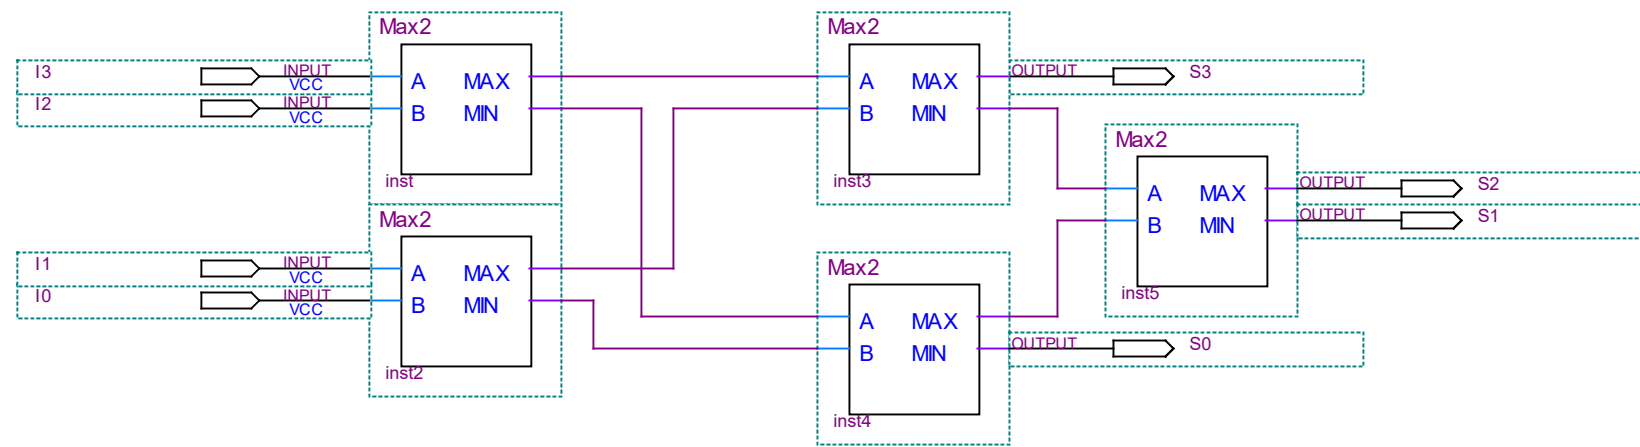 Max2
Max2
I3
INPUT
VCC
A
MAX
A
MAX
OUTPUT
S3
I2
INPUT
VCC
B
MIN
B
MIN
Max2
inst
inst3
A
MAX
OUTPUT
S2
Max2
B
MIN
OUTPUT
S1
I1
INPUT
VCC
A
MAX
Max2
I0
INPUT
VCC
B
MIN
inst5
A
MAX
inst2
B
MIN
OUTPUT
S0
inst4